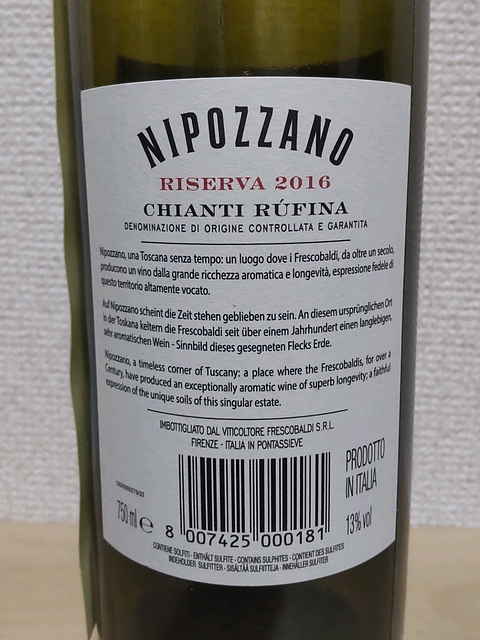 NIPOZZANO
RISERVA 2016
CHIANTI RÚFINA
DENOMINAZIONE DI ORIGINE CONTROLLATA E GARANTITA
Nipozzano, una Toscana senza tempo: un luogo dove i Frescobaldi, da oltre un secolo,
producono un vino dalla grande ricchezza aromatica e longevità, espressione fedele di
questo territorio altamente vocato.
Auf Nipozzano scheint die Zeit stehen geblieben zu sein. An diesem ursprünglichen Ort
in der Toskana keltern die Frescobaldi seit über einem Jahrhundert einen langlebigen,
sehr aromatischen Wein - Sinnbild dieses gesegneten Flecks Erde.
Nipozzano, a timeless corner of Tuscany: a place where the Frescobaldis, for over a
Century, have produced an exceptionally aromatic wine of superb longevity; a faithful
expression of the unique soils of this singular estate.
IMBOTTIGLIATO DAL VITICOLTORE FRESCOBALDI S.R.L.
FIRENZE - ITALIA IN PONTASSIEVE
PRODOTTO
IN ITALIA
750 ml e
8 007425 000181
13% vol
CONTIENE SOLFITI - ENTHÄLT SULFITE - CONTAINS SULPHITES - CONTIENT DES SULFITES
INDEHOLDER SULFITTER - SISÄLTÄÄ SULFIITTEJA - INNEHÅLLER SULFITER